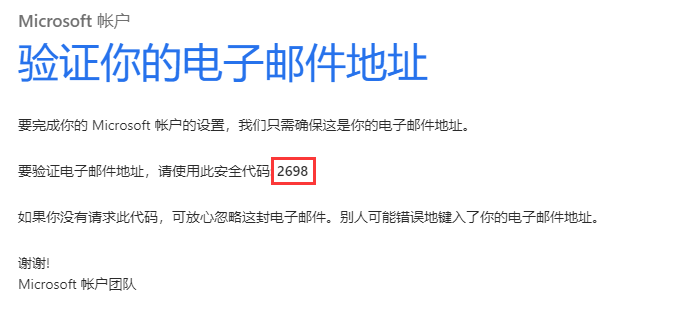 Microsoft 帐户
验证你的电子邮件地址
要完成你的 Microsoft 帐户的设置，我们只需确保这是你的电子邮件地址。
要验证电子邮件地址，请使用此安全代码 2698
如果你没有请求此代码，可放心忽略这封电子邮件。别人可能错误地键入了你的电子邮件地址。
谢谢!
Microsoft 帐户团队